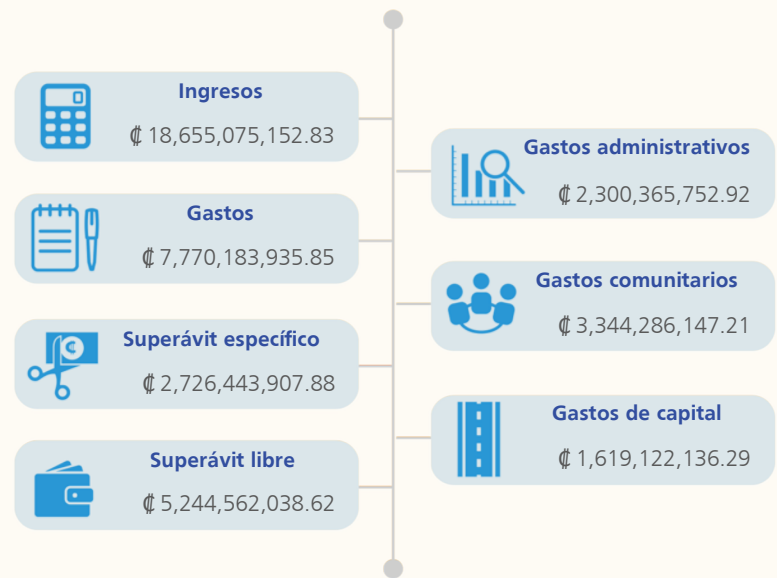 Ingresos
₡ 18,655,075,152.83
Gastos
₡ 7,770,183,935.85
Superávit específico
₡ 2,726,443,907.88
Superávit libre
₡ 5,244,562,038.62
Gastos administrativos
₡ 2,300,365,752.92
Gastos comunitarios
₡ 3,344,286,147.21
Gastos de capital
₡ 1,619,122,136.29